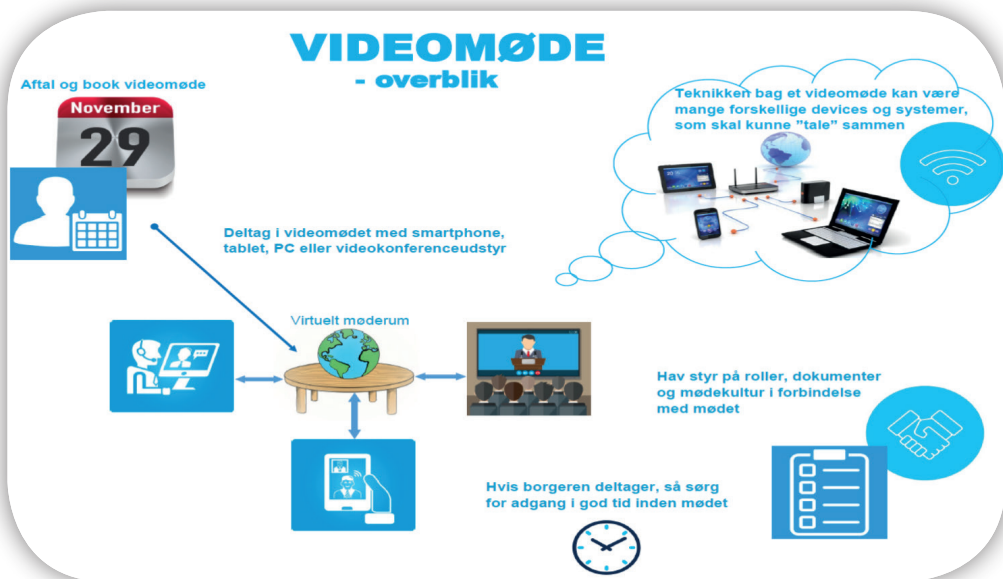 VIDEOMØDE
- overblik
Aftal og book videomøde
November
29
Teknikken bag et videomøde kan være
mange forskellige devices og systemer,
som skal kunne ”tale” sammen
Deltag i videomødet med smartphone,
tablet, PC eller videokonferenceudstyr
Virtuelt møderum
Hav styr på roller, dokumenter
og mødekultur i forbindelse
med mødet
Hvis borgeren deltager, så sørg
for adgang i god tid inden mødet